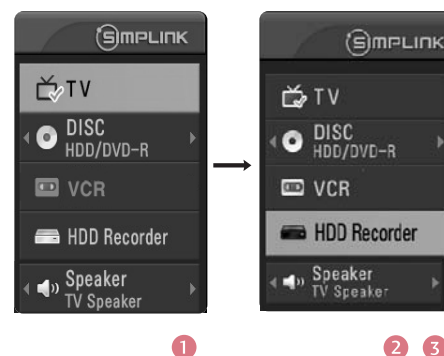 SIMPLINK
TV
DISC
HDD/DVD-R
VCR
HDD Recorder
Speaker
TV Speaker
1
SIMPLINK
TV
DISC
HDD/DVD-R
VCR
HDD Recorder
Speaker
TV Speaker
2 3